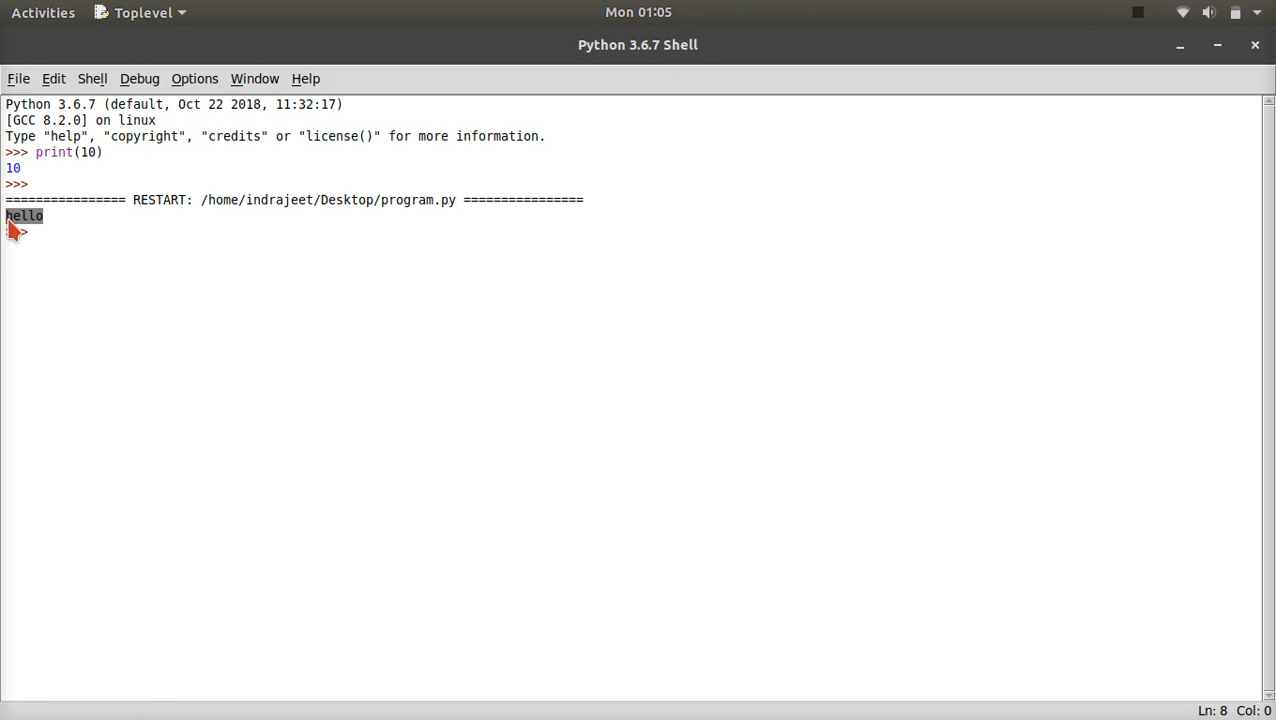 Activities Toplevel Mon 01:05
Python 3.6.7 Shell
File Edit Shell Debug Options Window Help
Python 3.6.7 (default, Oct 22 2018, 11:32:17)
[GCC 8.2.0] on linux
Type "help", "copyright", "credits" or "license()" for more information.
>>> print(10)
10
>>>
================ RESTART: /home/indrajeet/Desktop/program.py ================
hello
>>>
Ln: 8 Col: 0